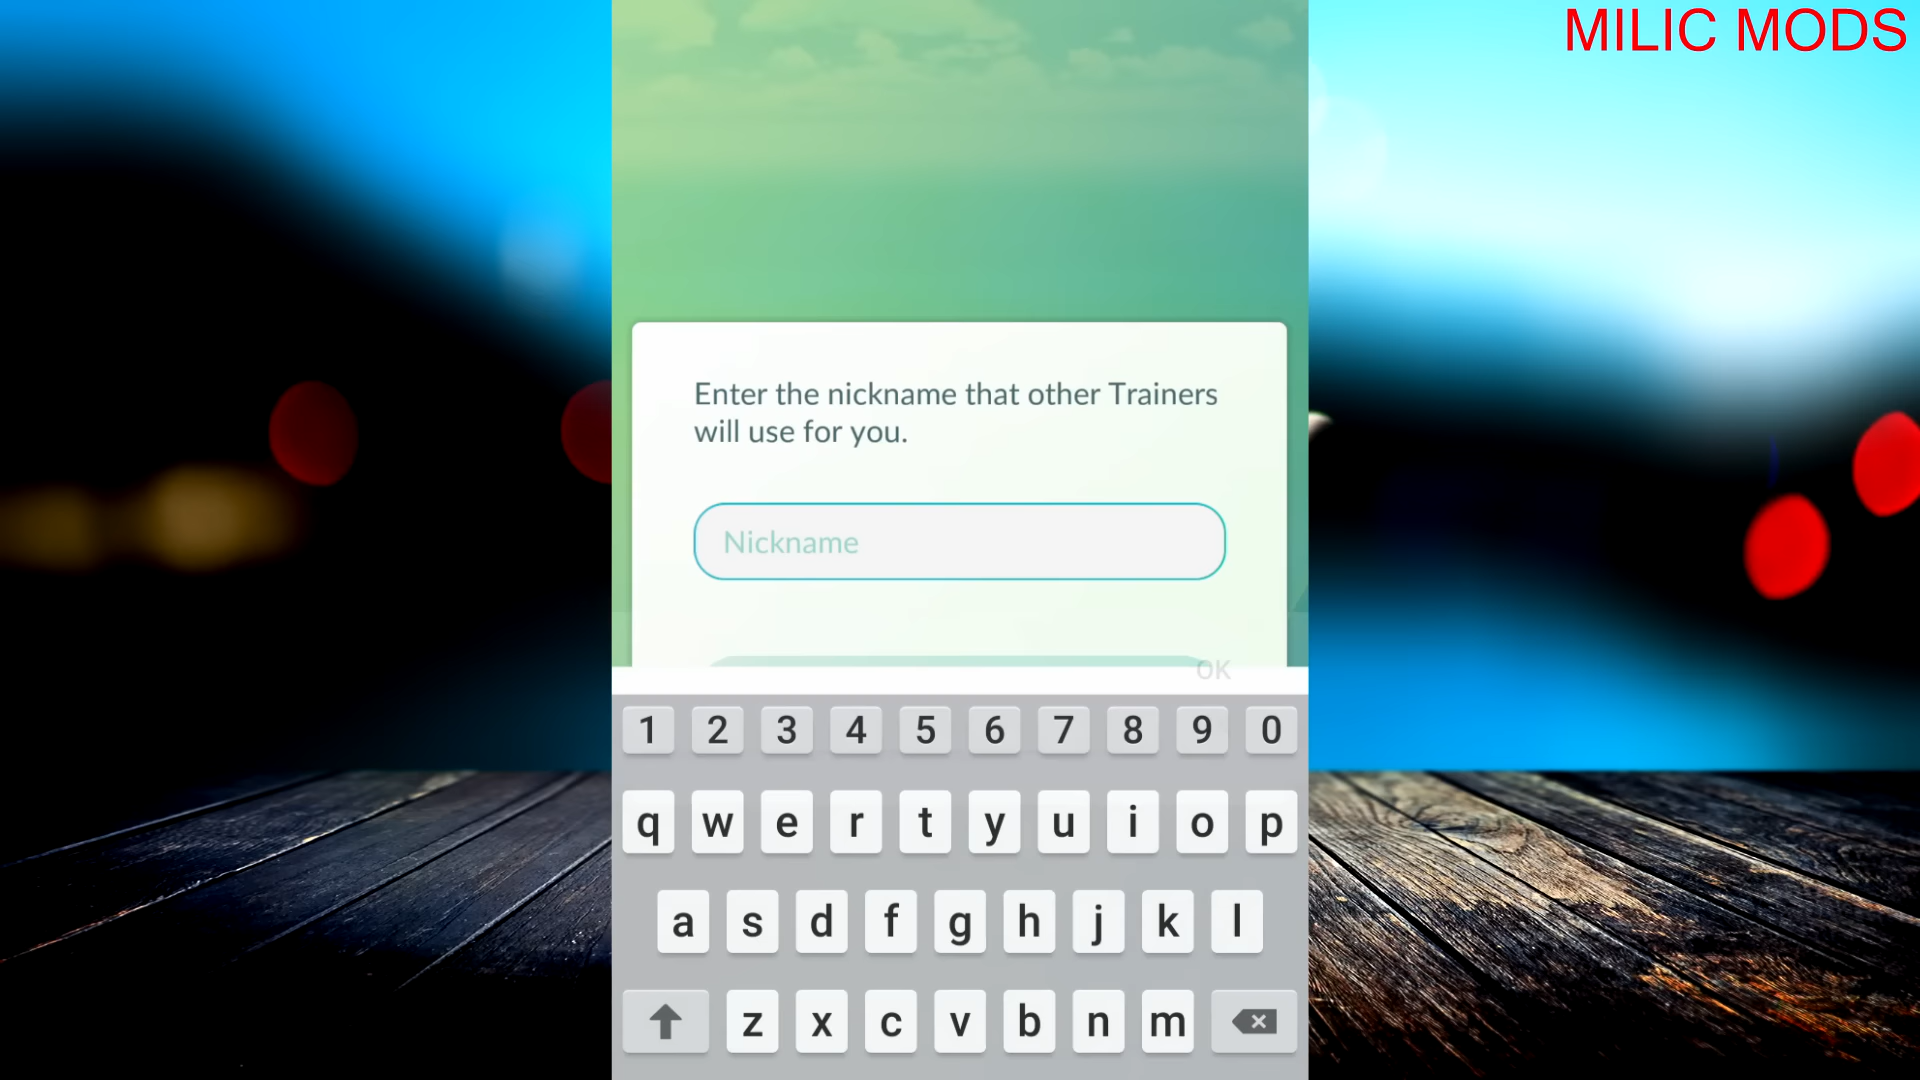 MILIC MODS
Enter the nickname that other Trainers
will use for you.
Nickname
OK
1 2 3 4 5 6 7 8 9 0
q w e r t y u i o p
a s d f g h j k l
z x c v b n m